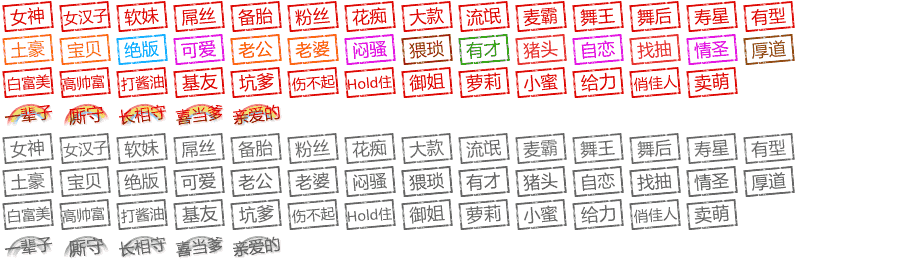 女神 女汉子 软妹 屌丝 备胎 粉丝 花痴 大款 流氓 麦霸 舞王 舞后 寿星 有型
土豪 宝贝 绝版 可爱 老公 老婆 闷骚 猥琐 有才 猪头 自恋 找抽 情圣 厚道
白富美 高帅富 打酱油 基友 坑爹 伤不起 Hold住 御姐 萝莉 小蜜 给力 俏佳人 卖萌
一辈子 厮守 长相守 喜当爹 亲爱的
女神 女汉子 软妹 屌丝 备胎 粉丝 花痴 大款 流氓 麦霸 舞王 舞后 寿星 有型
土豪 宝贝 绝版 可爱 老公 老婆 闷骚 猥琐 有才 猪头 自恋 找抽 情圣 厚道
白富美 高帅富 打酱油 基友 坑爹 伤不起 Hold住 御姐 萝莉 小蜜 给力 俏佳人 卖萌
一辈子 厮守 长相守 喜当爹 亲爱的